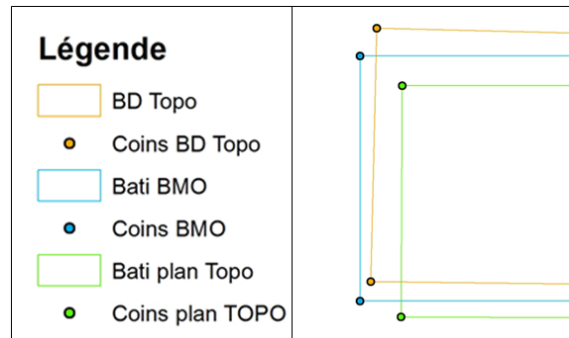 Légende
BD Topo
Coins BD Topo
Bati BMO
Coins BMO
Bati plan Topo
Coins plan TOPO